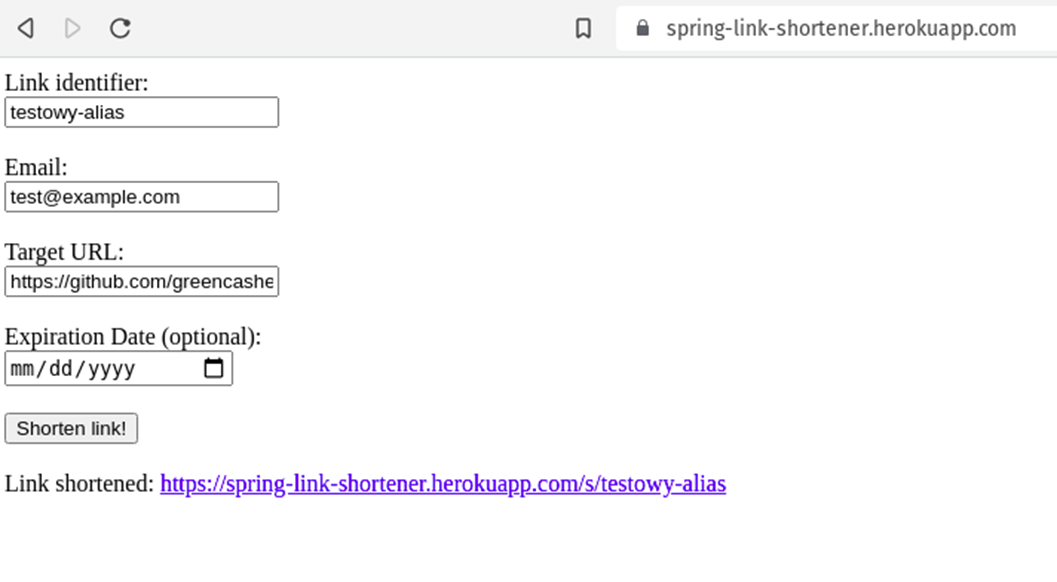 spring-link-shortener.herokuapp.com
Link identifier:
testowy-alias
Email:
test@example.com
Target URL:
https://github.com/greencashe
Expiration Date (optional):
mm/dd/yyyy
Shorten link!
Link shortened: https://spring-link-shortener.herokuapp.com/s/testowy-alias